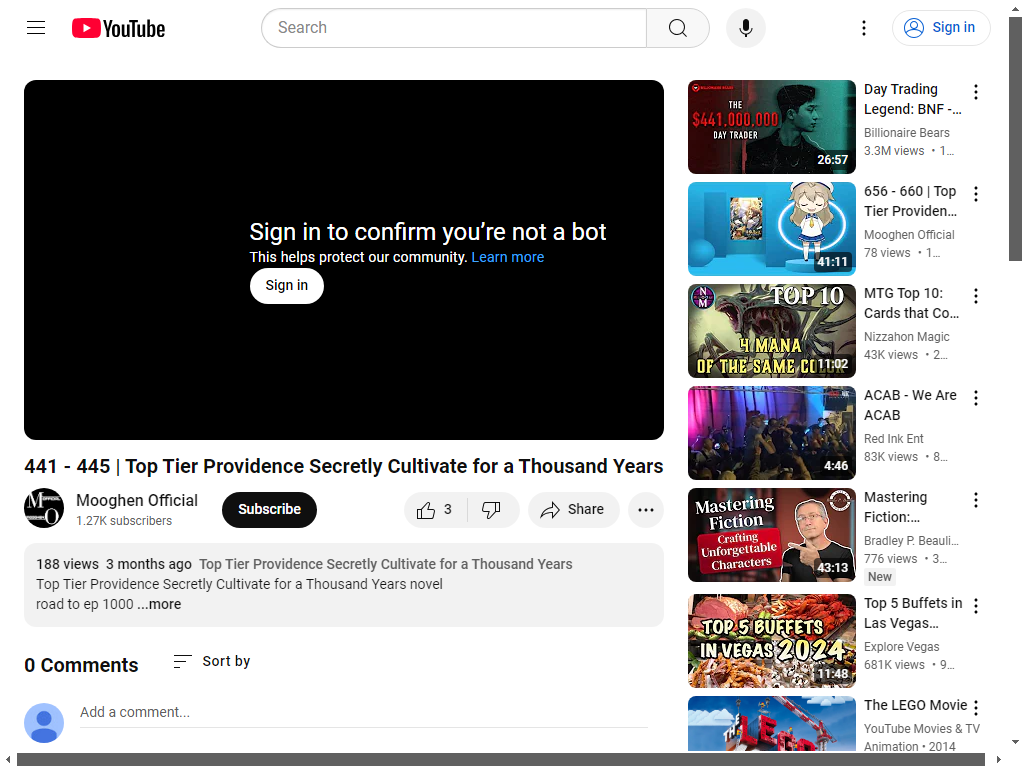 YouTube
Search
Sign in
Sign in to confirm you're not a bot
This helps protect our community. Learn more
Sign in
441 - 445 | Top Tier Providence Secretly Cultivate for a Thousand Years
Mooghen Official
1.27K subscribers
Subscribe
3
Share
188 views 3 months ago Top Tier Providence Secretly Cultivate for a Thousand Years
Top Tier Providence Secretly Cultivate for a Thousand Years novel
road to ep 1000 ...more
0 Comments
Sort by
Add a comment...
THE
$441,000,000
DAY TRADER
26:57
Day Trading
Legend: BNF -...
Billionaire Bears
3.3M views • 1...
41:11
656 - 660 | Top
Tier Providen...
Mooghen Official
78 views • 1...
NM
TOP 10
4 MANA
OF THE SAME COLOR
11:02
MTG Top 10:
Cards that Co...
Nizzahon Magic
43K views • 2...
4:46
ACAB - We Are
ACAB
Red Ink Ent
83K views • 8...
Mastering
Fiction
Crafting
Unforgettable
Characters
43:13
Mastering
Fiction:...
Bradley P. Beauli...
776 views • 3...
New
TOP 5 BUFFETS
IN VEGAS 2024
11:48
Top 5 Buffets in
Las Vegas...
Explore Vegas
681K views • 9...
THE
LEGO
The LEGO Movie
YouTube Movies & TV
Animation • 2014